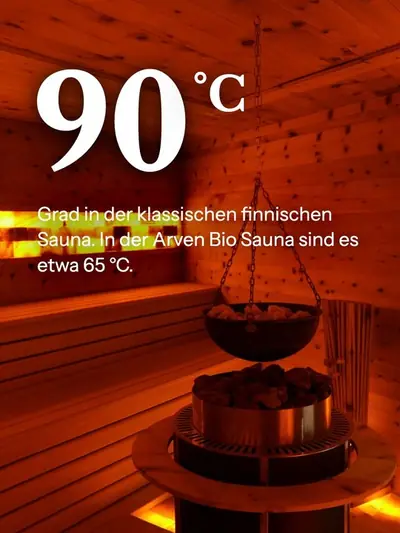 90 °C
Grad in der klassischen finnischen
Sauna. In der Arven Bio Sauna sind es
etwa 65 °C.